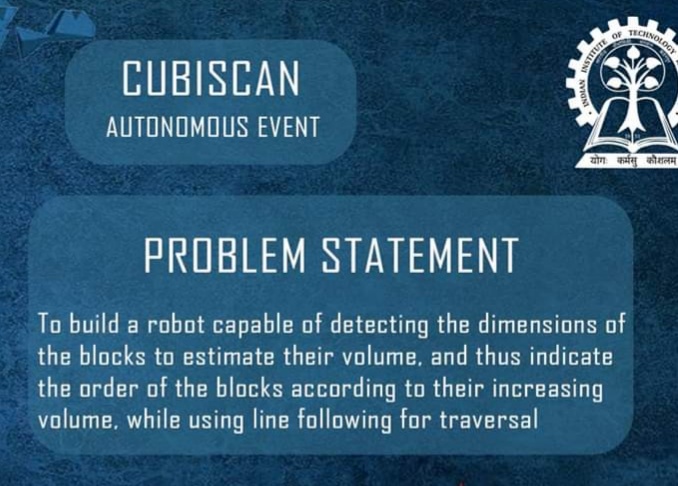 CUBISCAN
AUTONOMOUS EVENT
INDIAN INSTITUTE OF TECHNOLOGY
योगः कर्मसु कौशलम्
PROBLEM STATEMENT
To build a robot capable of detecting the dimensions of
the blocks to estimate their volume, and thus indicate
the order of the blocks according to their increasing
volume, while using line following for traversal